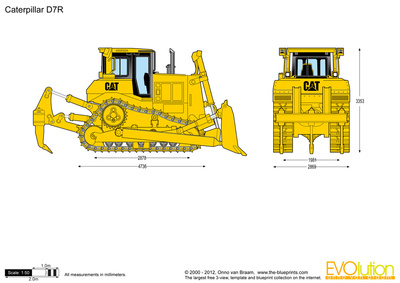 Caterpillar D7R
CAT
CAT
3353
2878
4736
1981
2869
1.0m
Scale: 1:50
2.0m
All measurements in millimeters.
© 2000 - 2012, Onno van Braam, www.the-blueprints.com
The largest free 3-view, template and blueprint collection on the internet.
EVOlution